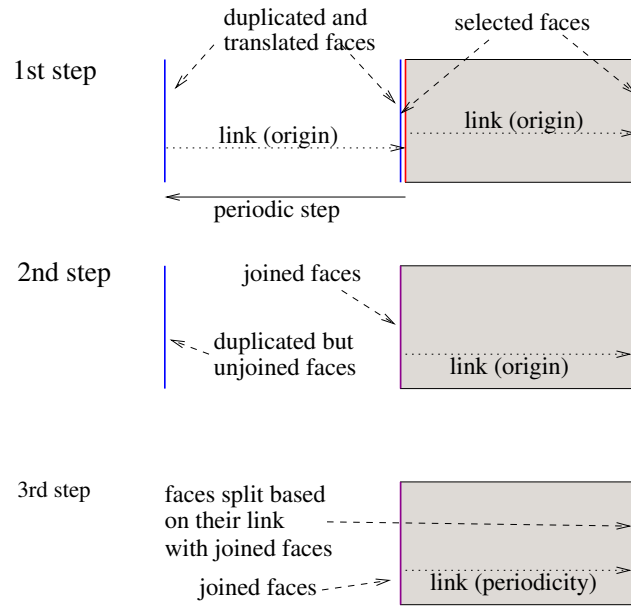 duplicated and
translated faces
selected faces
1st step
link (origin)
link (origin)
periodic step
2nd step
joined faces
duplicated but
unjoined faces
link (origin)
3rd step
faces split based
on their link
with joined faces
joined faces
link (periodicity)